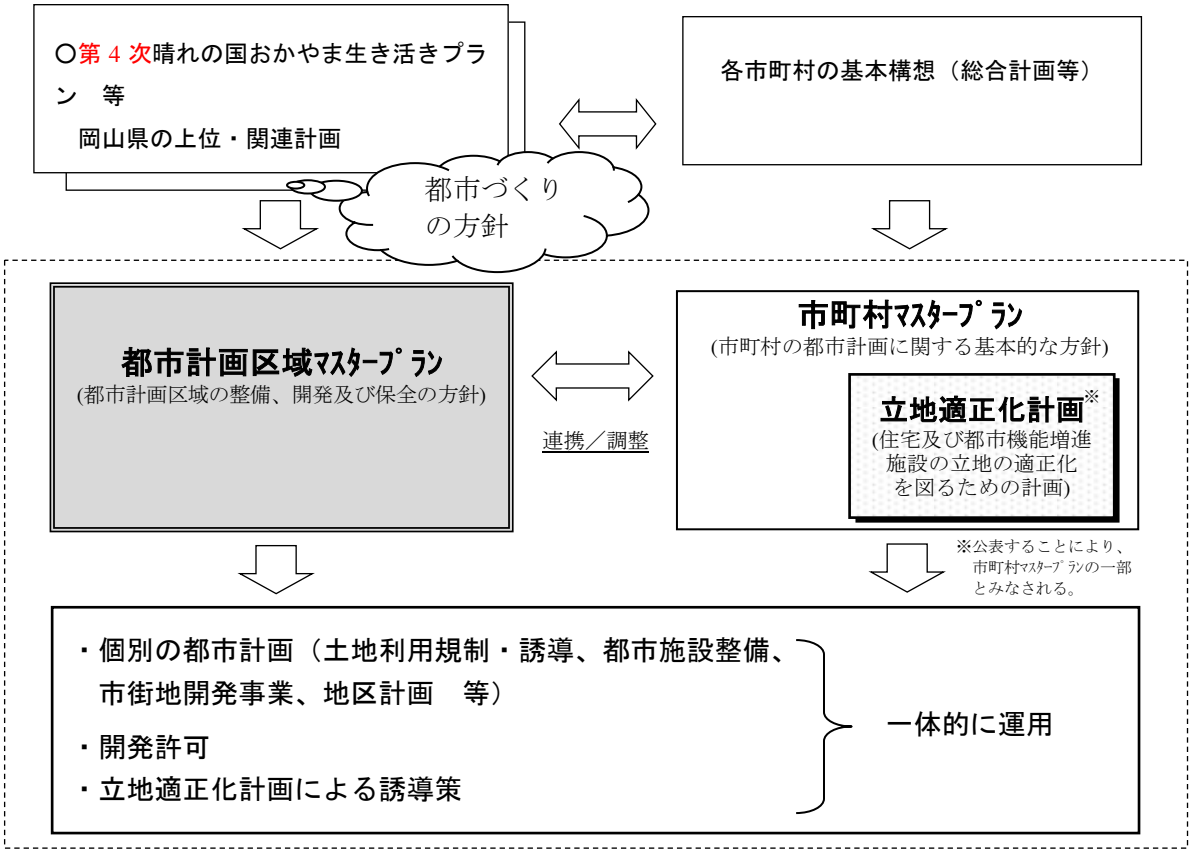 〇第 4 次晴れの国おかやま生き活きプラ
ン　等
岡山県の上位・関連計画
各市町村の基本構想（総合計画等）
都市づくり
の方針
都市計画区域ﾏｽﾀｰﾌﾟﾗﾝ
(都市計画区域の整備、開発及び保全の方針)
連携／調整
市町村ﾏｽﾀｰﾌﾟﾗﾝ
(市町村の都市計画に関する基本的な方針)
立地適正化計画※
(住宅及び都市機能増進
施設の立地の適正化
を図るための計画)
※公表することにより、
市町村ﾏｽﾀｰﾌﾟﾗﾝの一部
とみなされる。
・個別の都市計画（土地利用規制・誘導、都市施設整備、
市街地開発事業、地区計画　等）
・開発許可
・立地適正化計画による誘導策
一体的に運用